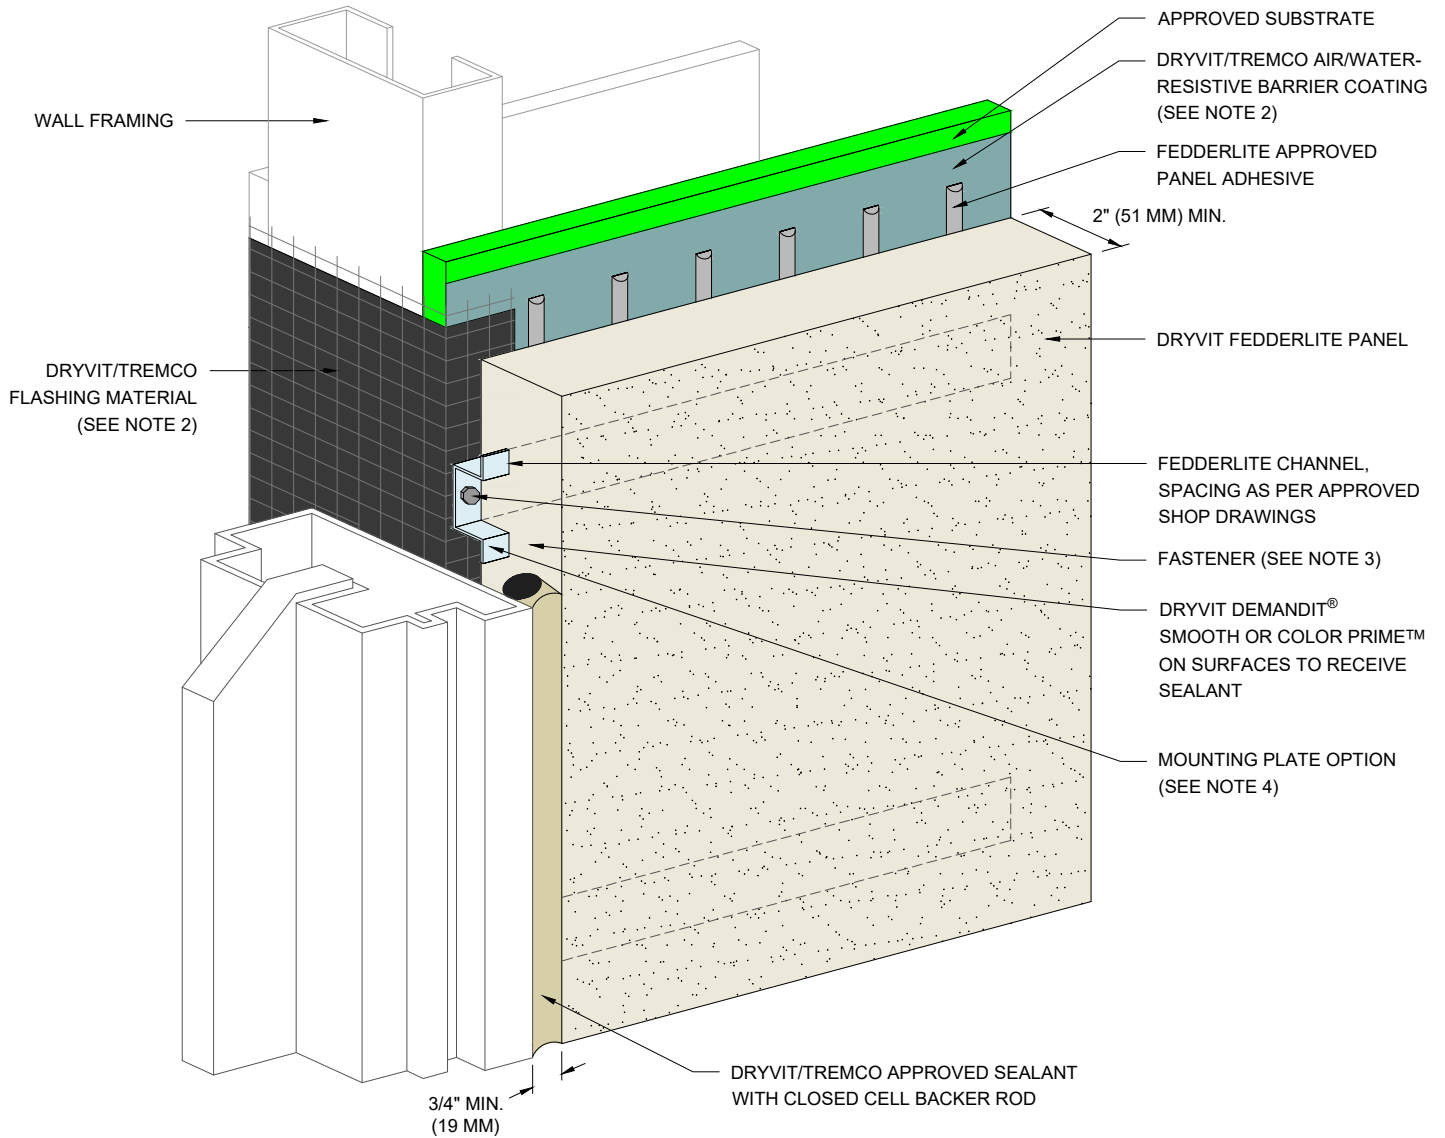 APPROVED SUBSTRATE
DRYVIT/TREMCO AIR/WATER-
RESISTIVE BARRIER COATING
(SEE NOTE 2)
WALL FRAMING
FEDDERLITE APPROVED
PANEL ADHESIVE
2" (51 MM) MIN.
DRYVIT FEDDERLITE PANEL
DRYVIT/TREMCO
FLASHING MATERIAL
(SEE NOTE 2)
FEDDERLITE CHANNEL,
SPACING AS PER APPROVED
SHOP DRAWINGS
FASTENER (SEE NOTE 3)
DRYVIT DEMANDIT®
SMOOTH OR COLOR PRIME™
ON SURFACES TO RECEIVE
SEALANT
MOUNTING PLATE OPTION
(SEE NOTE 4)
DRYVIT/TREMCO APPROVED SEALANT
WITH CLOSED CELL BACKER ROD
3/4" MIN.
(19 MM)